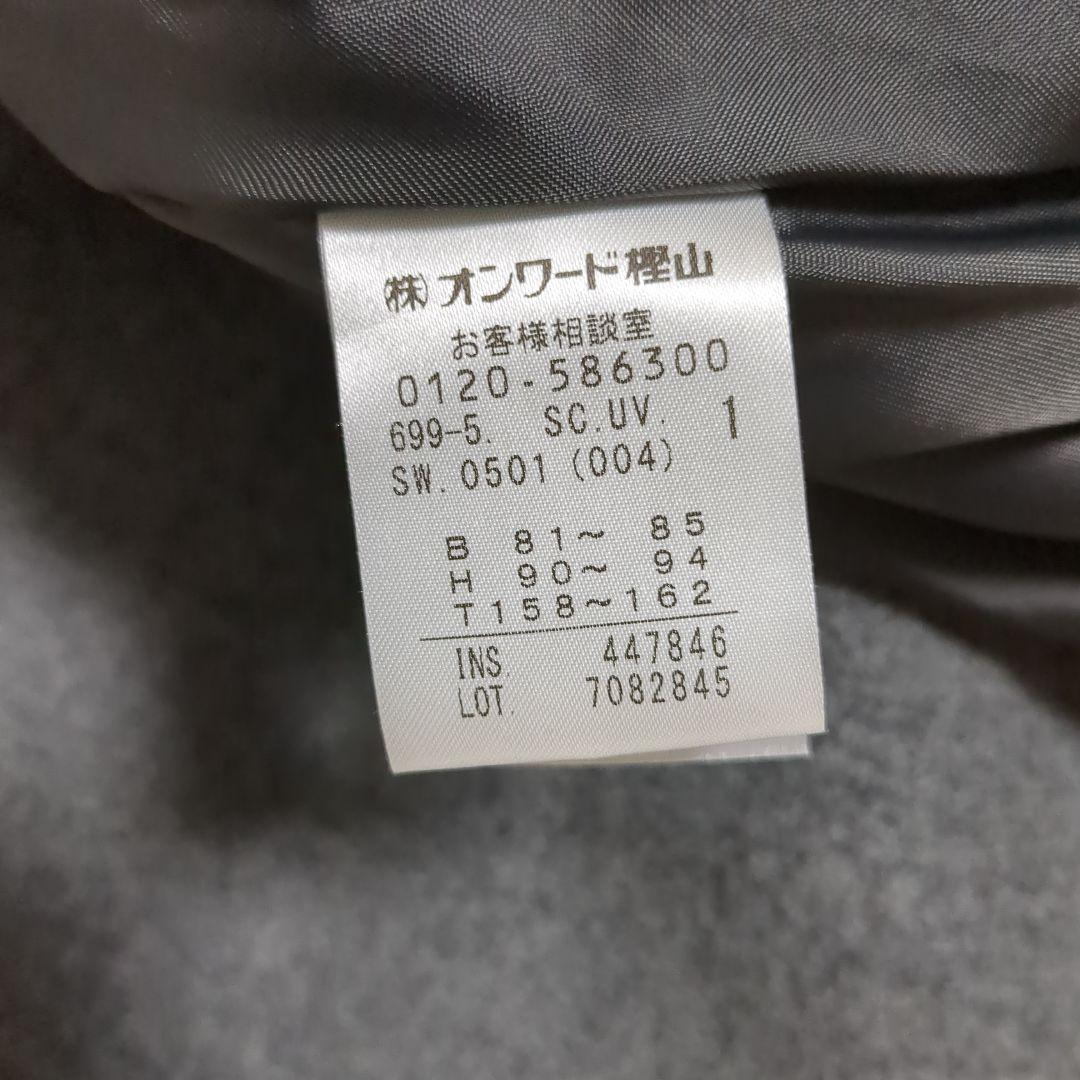 ㈱オンワード樫山
お客様相談室
0120-586300
699-5. SC.UV. 1
SW.0501(004)
B 81～ 85
H 90～ 94
T158～162
INS. 447846
LOT. 7082845